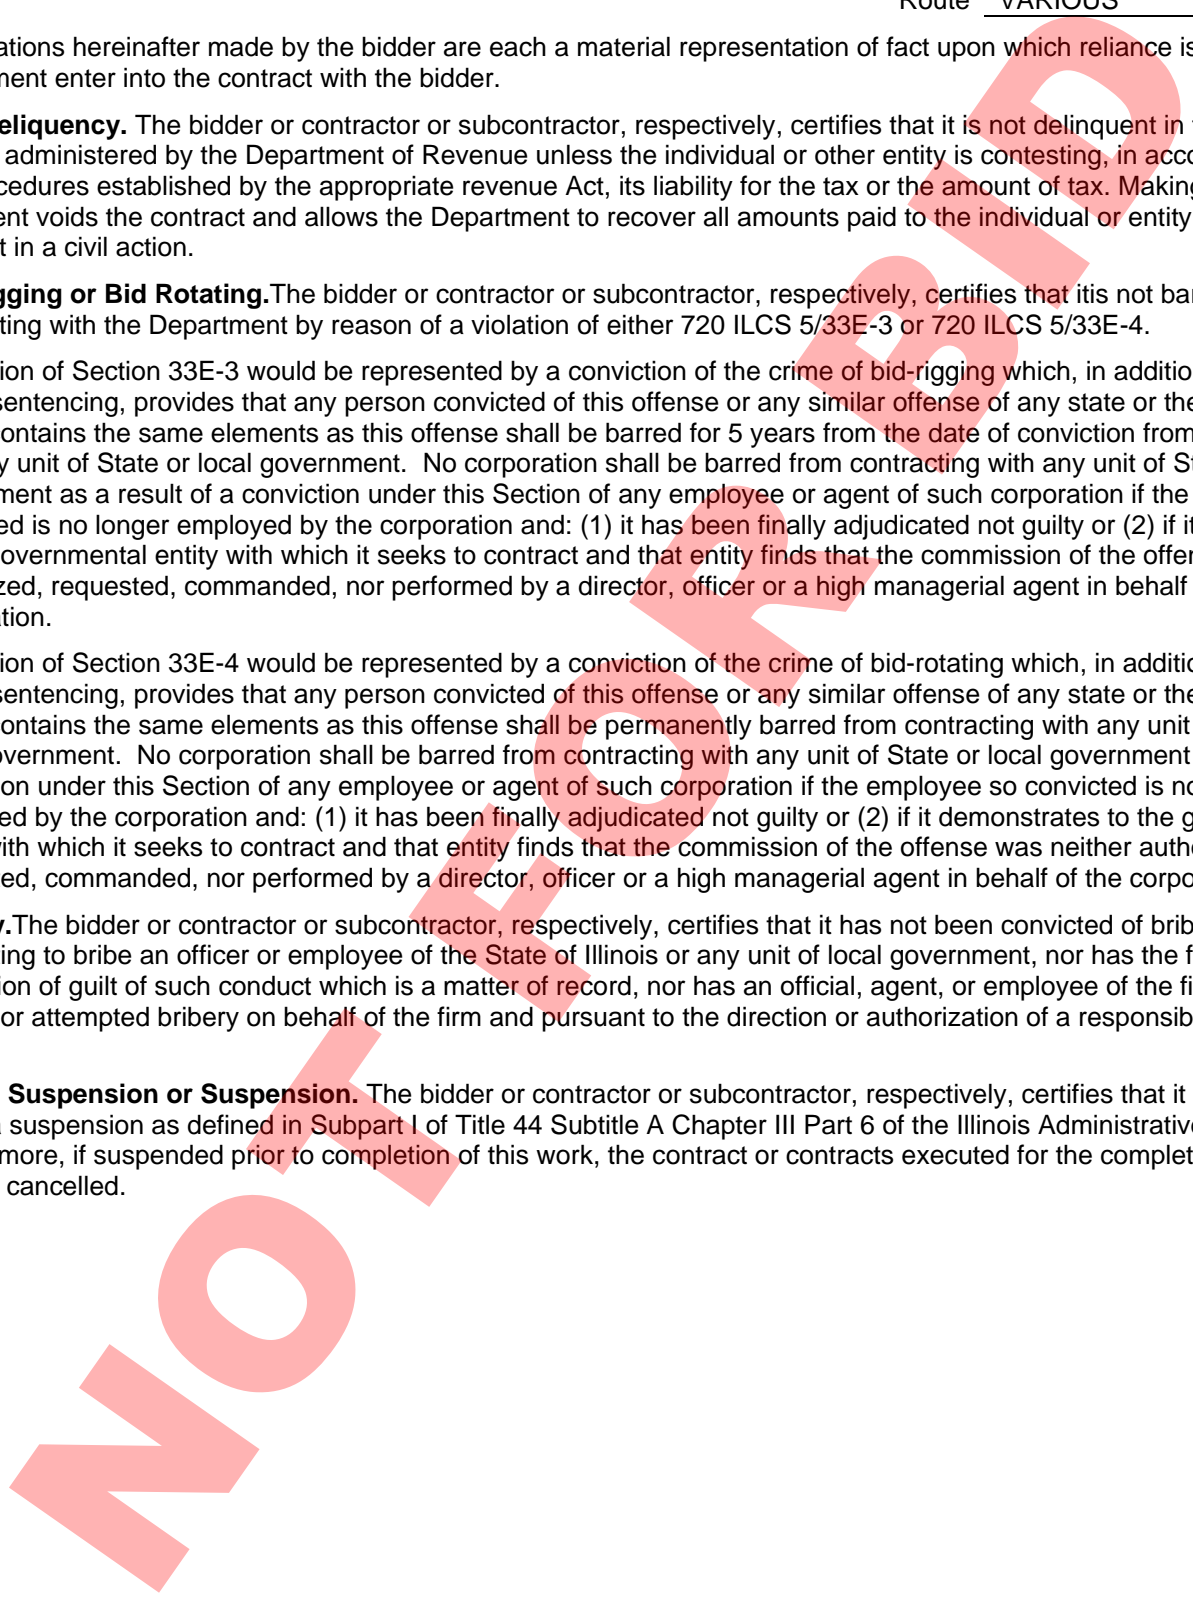 Route VARIOUS
ations hereinafter made by the bidder are each a material representation of fact upon which reliance is
ment enter into the contract with the bidder.
eliquency. The bidder or contractor or subcontractor, respectively, certifies that it is not delinquent in
administered by the Department of Revenue unless the individual or other entity is contesting, in acco
cedures established by the appropriate revenue Act, its liability for the tax or the amount of tax. Making
ent voids the contract and allows the Department to recover all amounts paid to the individual or entity
t in a civil action.
gging or Bid Rotating.The bidder or contractor or subcontractor, respectively, certifies that itis not bar
ting with the Department by reason of a violation of either 720 ILCS 5/33E-3 or 720 ILCS 5/33E-4.
ion of Section 33E-3 would be represented by a conviction of the crime of bid-rigging which, in additio
sentencing, provides that any person convicted of this offense or any similar offense of any state or the
ontains the same elements as this offense shall be barred for 5 years from the date of conviction from
y unit of State or local government. No corporation shall be barred from contracting with any unit of St
ment as a result of a conviction under this Section of any employee or agent of such corporation if the
ed is no longer employed by the corporation and: (1) it has been finally adjudicated not guilty or (2) if it
overnmental entity with which it seeks to contract and that entity finds that the commission of the offen
zed, requested, commanded, nor performed by a director, officer or a high managerial agent in behalf
ation.
ion of Section 33E-4 would be represented by a conviction of the crime of bid-rotating which, in additio
sentencing, provides that any person convicted of this offense or any similar offense of any state or the
ontains the same elements as this offense shall be permanently barred from contracting with any unit
overnment. No corporation shall be barred from contracting with any unit of State or local government
on under this Section of any employee or agent of such corporation if the employee so convicted is no
ed by the corporation and: (1) it has been finally adjudicated not guilty or (2) if it demonstrates to the g
with which it seeks to contract and that entity finds that the commission of the offense was neither autho
ed, commanded, nor performed by a director, officer or a high managerial agent in behalf of the corpo
y.The bidder or contractor or subcontractor, respectively, certifies that it has not been convicted of brib
ing to bribe an officer or employee of the State of Illinois or any unit of local government, nor has the f
ion of guilt of such conduct which is a matter of record, nor has an official, agent, or employee of the fi
or attempted bribery on behalf of the firm and pursuant to the direction or authorization of a responsib
Suspension or Suspension. The bidder or contractor or subcontractor, respectively, certifies that it
a suspension as defined in Subpart I of Title 44 Subtitle A Chapter III Part 6 of the Illinois Administrative
more, if suspended prior to completion of this work, the contract or contracts executed for the complet
cancelled.
NOT FOR BID